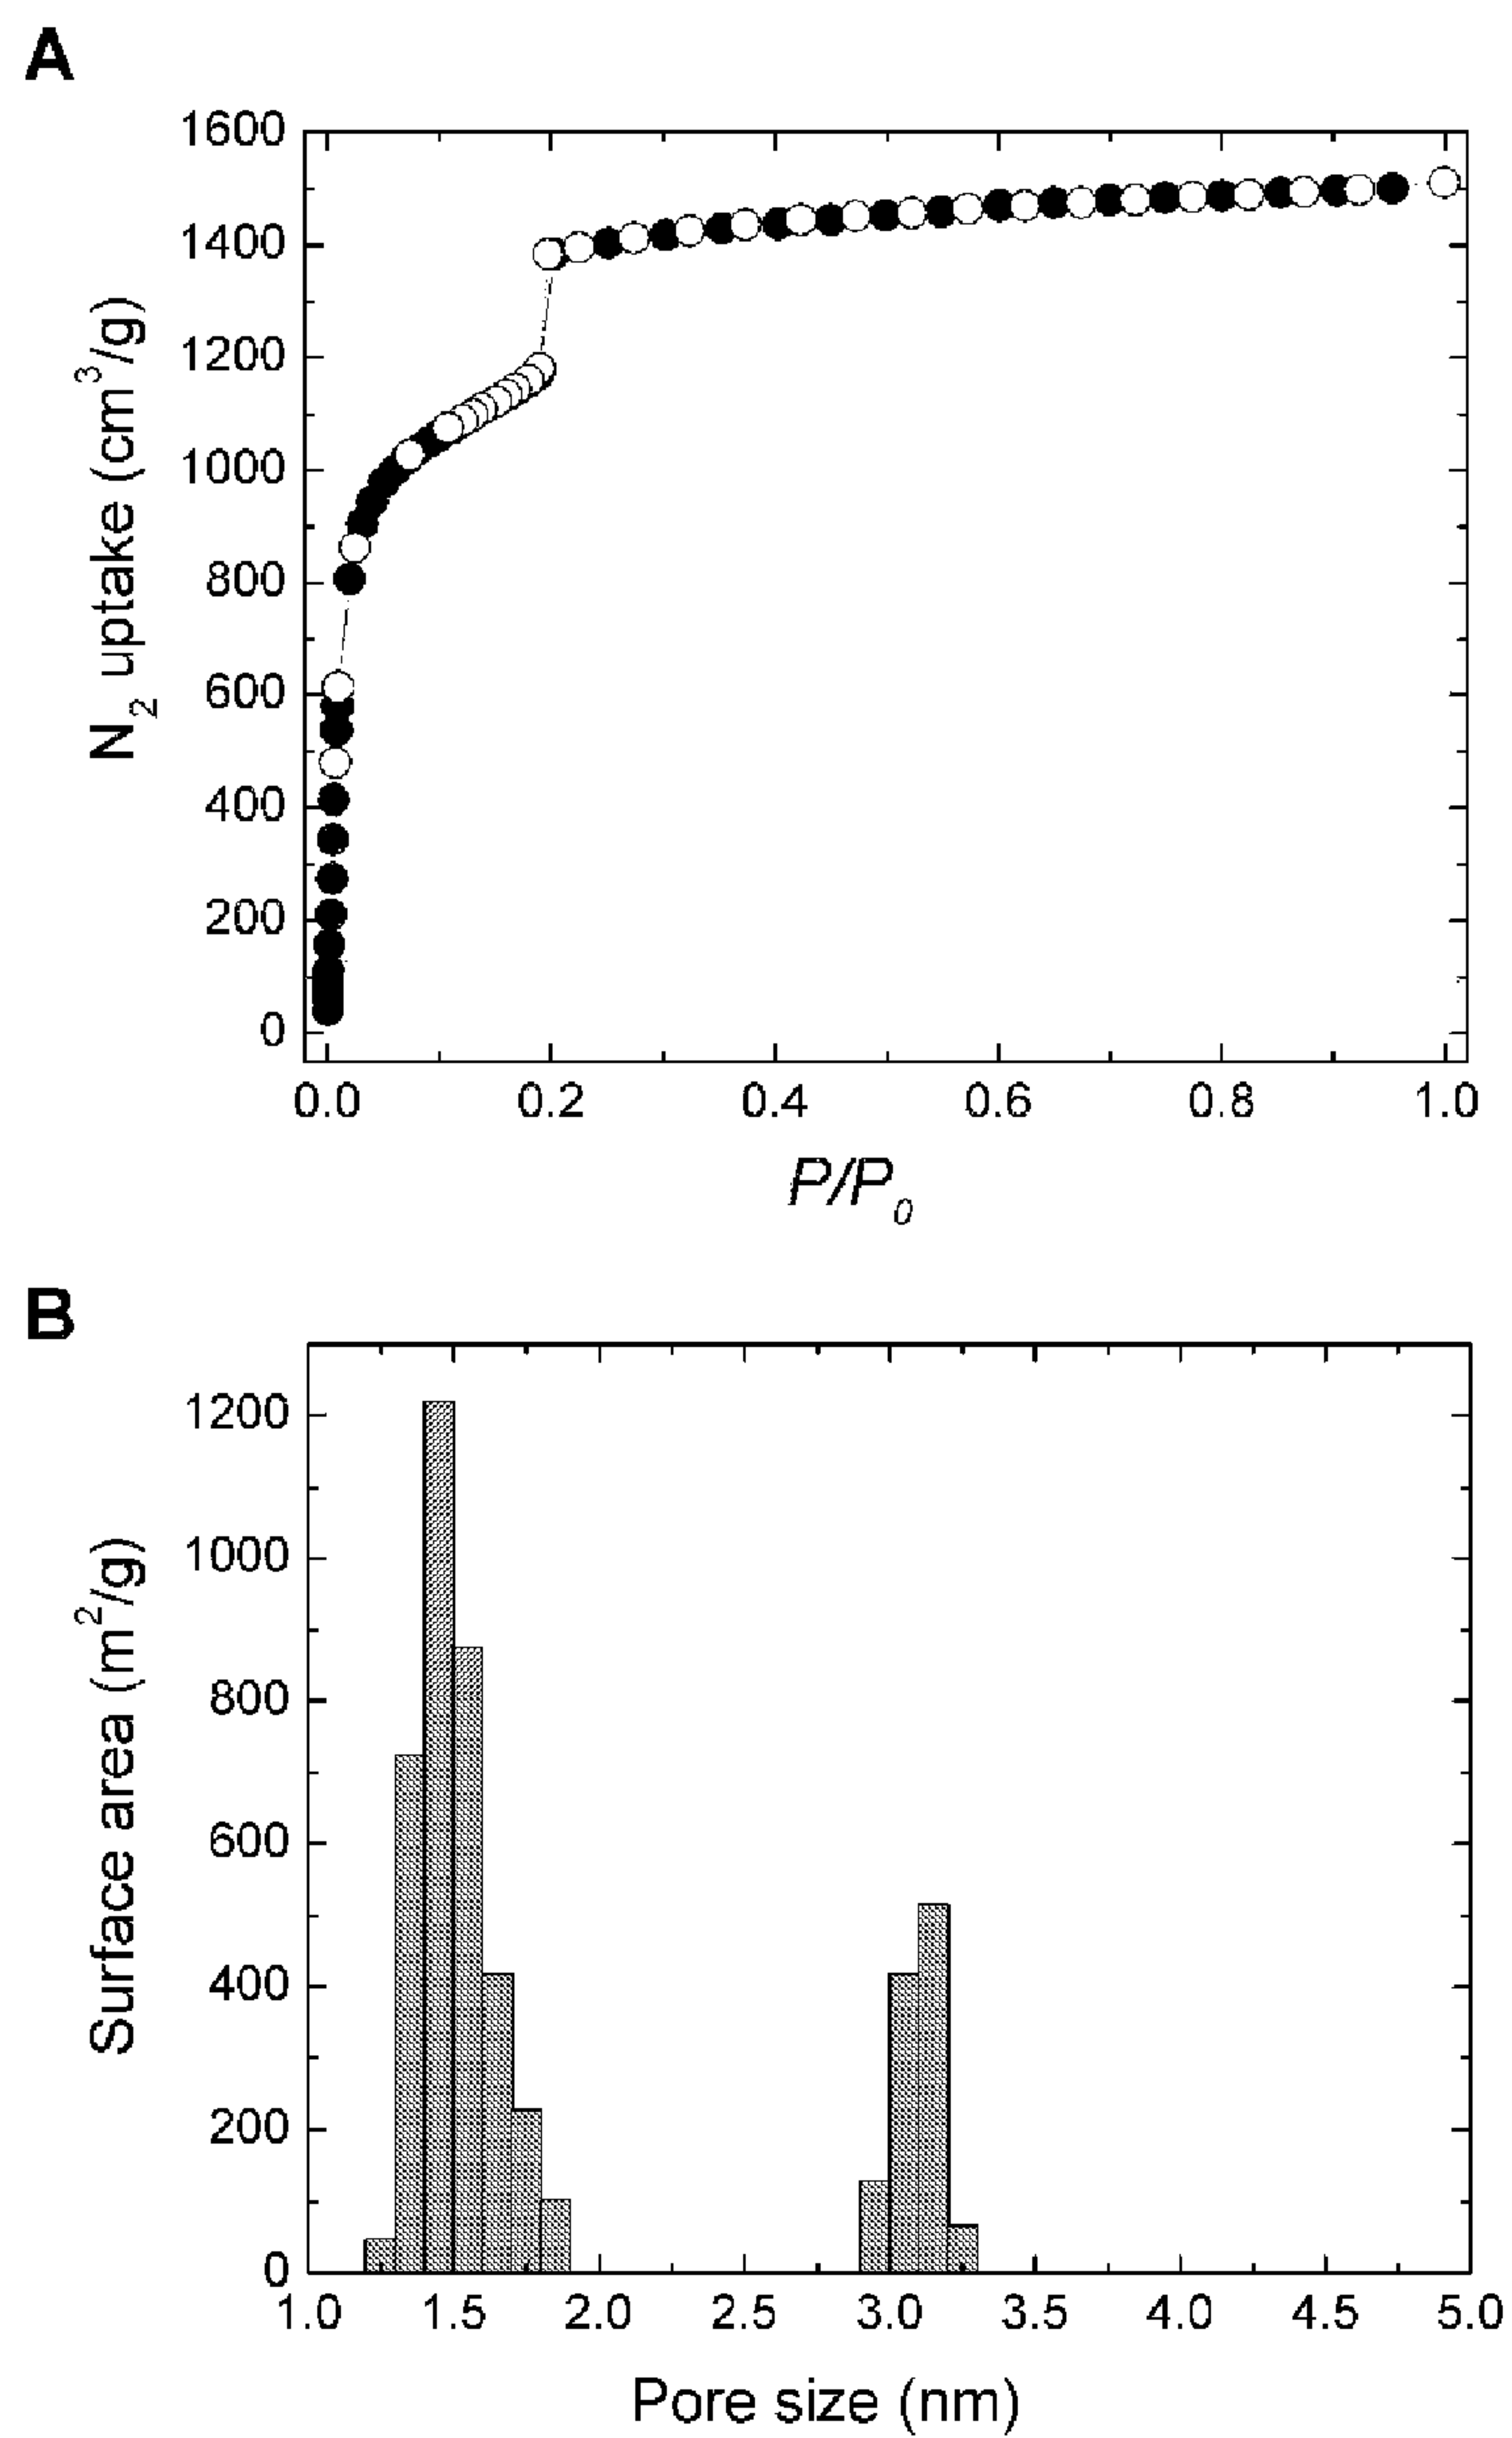 A
1600
1400
1200
1000
800
600
400
200
0
N2 uptake (cm3/g)
0.0 0.2 0.4 0.6 0.8 1.0
P/P0
B
1200
1000
800
600
400
200
0
Surface area (m2/g)
1.0 1.5 2.0 2.5 3.0 3.5 4.0 4.5 5.0
Pore size (nm)